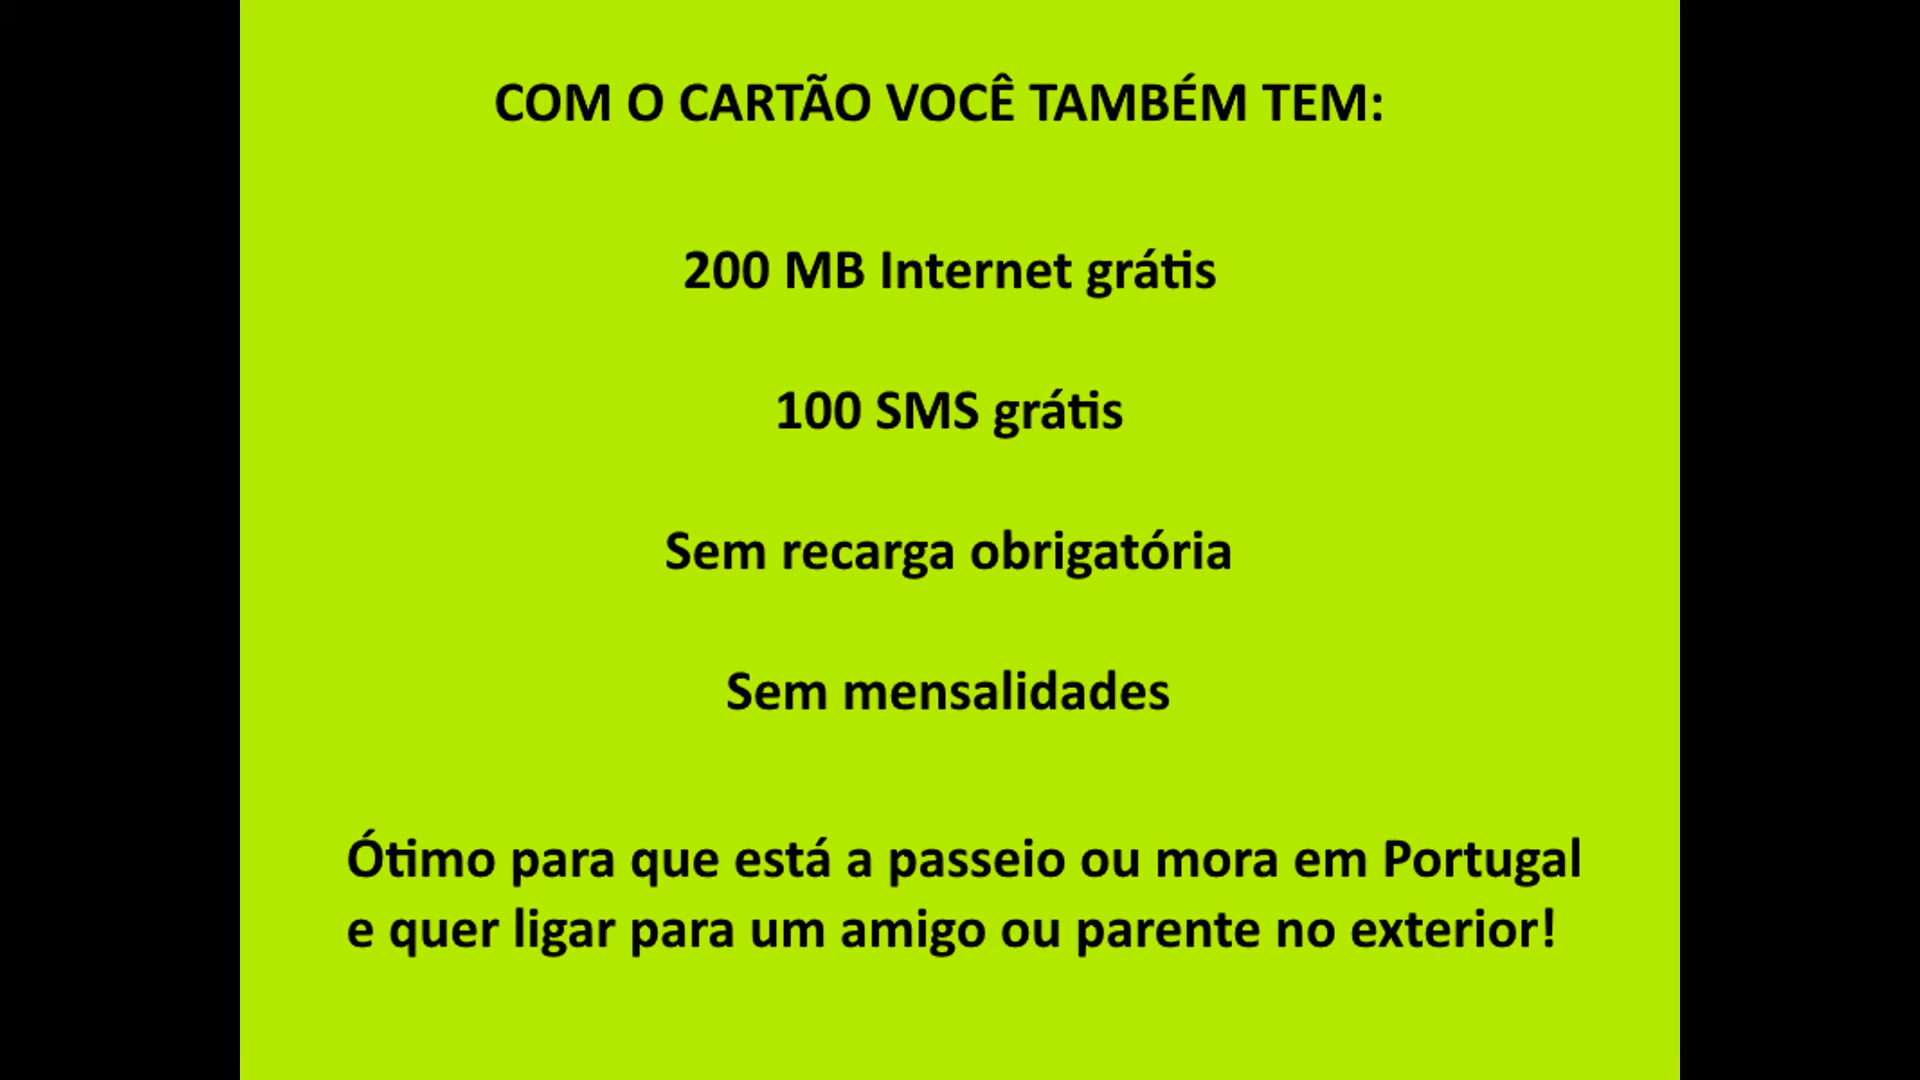 COM O CARTÃO VOCÊ TAMBÉM TEM:
200 MB Internet grátis
100 SMS grátis
Sem recarga obrigatória
Sem mensalidades
Ótimo para que está a passeio ou mora em Portugal
e quer ligar para um amigo ou parente no exterior!